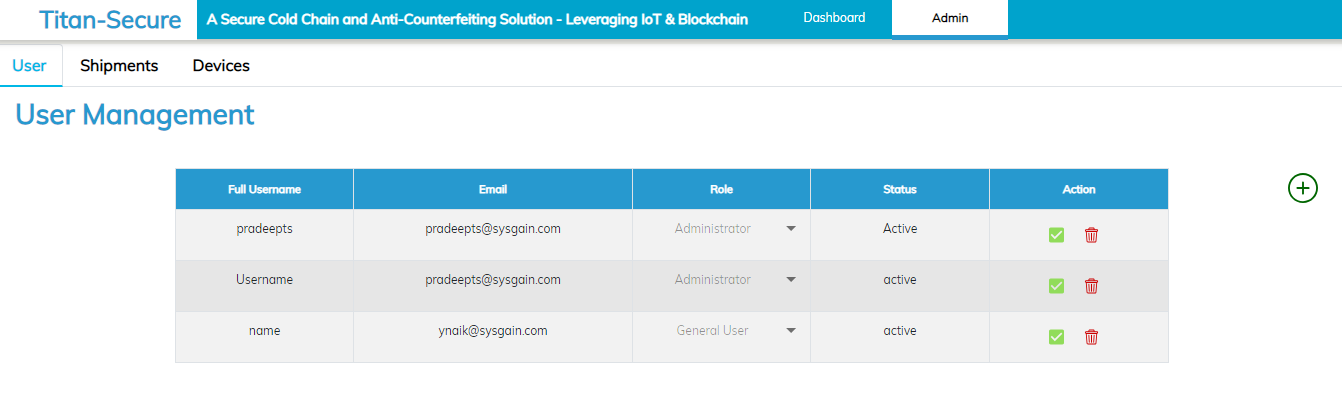 Titan-Secure A Secure Cold Chain and Anti-Counterfeiting Solution - Leveraging IoT & Blockchain Dashboard Admin
User Shipments Devices
User Management
Full Username Email Role Status Action
pradeepts pradeepts@sysgain.com Administrator Active
Username pradeepts@sysgain.com Administrator active
name ynaik@sysgain.com General User active